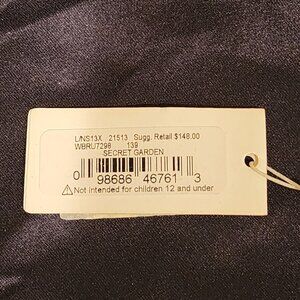 L/NS13X 21513 Sugg. Retail $148.00
WBRU7298 139
SECRET GARDEN
0 98686 46761 3
⚠Not intended for children 12 and under